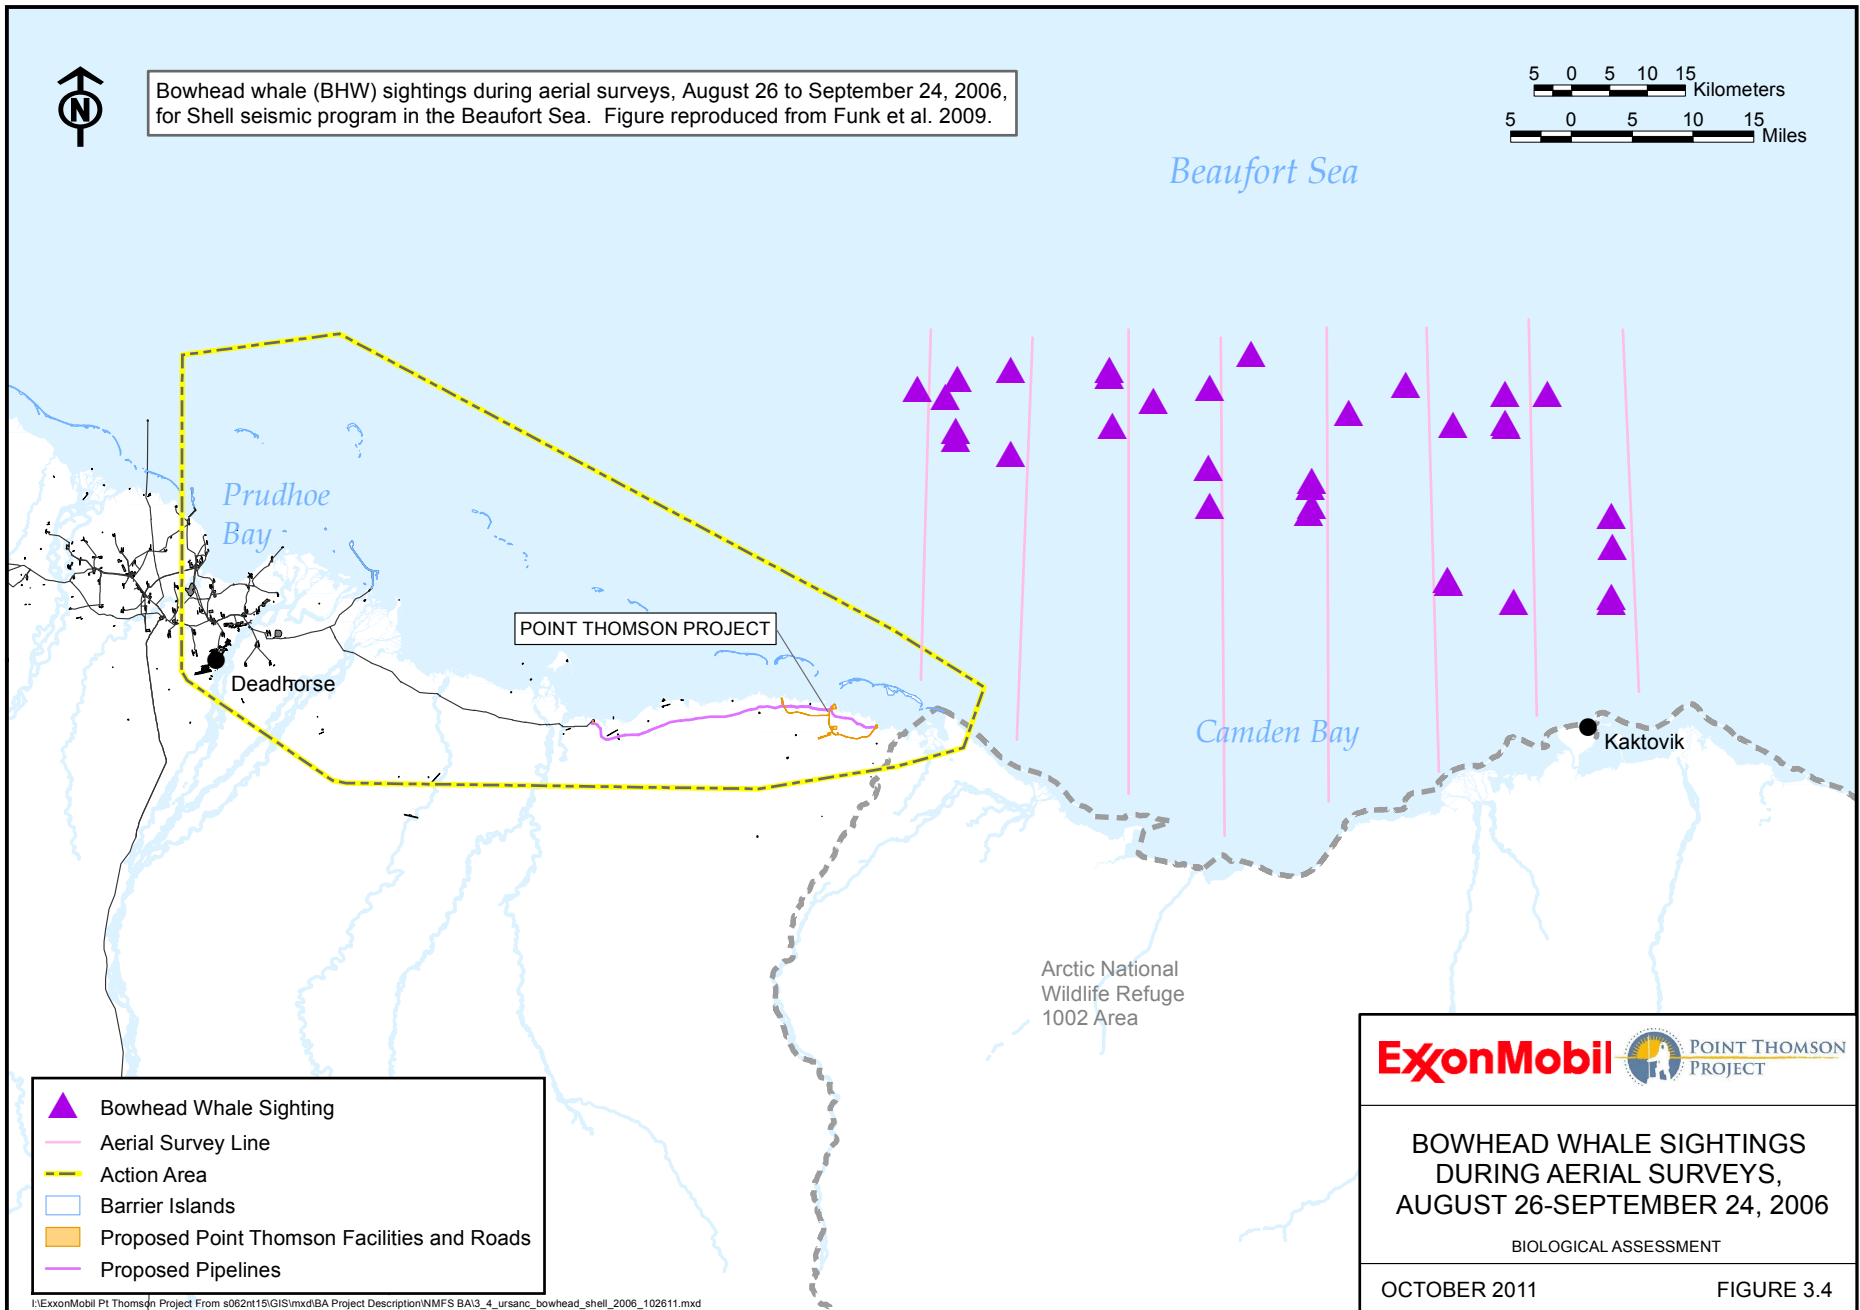 Bowhead whale (BHW) sightings during aerial surveys, August 26 to September 24, 2006,
for Shell seismic program in the Beaufort Sea. Figure reproduced from Funk et al. 2009.
N
5 0 5 10 15
Kilometers
5 0 5 10 15
Miles
Beaufort Sea
Prudhoe
Bay
POINT THOMSON PROJECT
Deadhorse
Camden Bay
Kaktovik
Arctic National
Wildlife Refuge
1002 Area
Bowhead Whale Sighting
Aerial Survey Line
Action Area
Barrier Islands
Proposed Point Thomson Facilities and Roads
Proposed Pipelines
ExxonMobil
POINT THOMSON
PROJECT
BOWHEAD WHALE SIGHTINGS
DURING AERIAL SURVEYS,
AUGUST 26-SEPTEMBER 24, 2006
BIOLOGICAL ASSESSMENT
OCTOBER 2011 FIGURE 3.4
I:\ExxonMobil Pt Thomson Project From s062nt15\GIS\mxd\BA Project Description\NMFS BA\3_4_ursanc_bowhead_shell_2006_102611.mxd